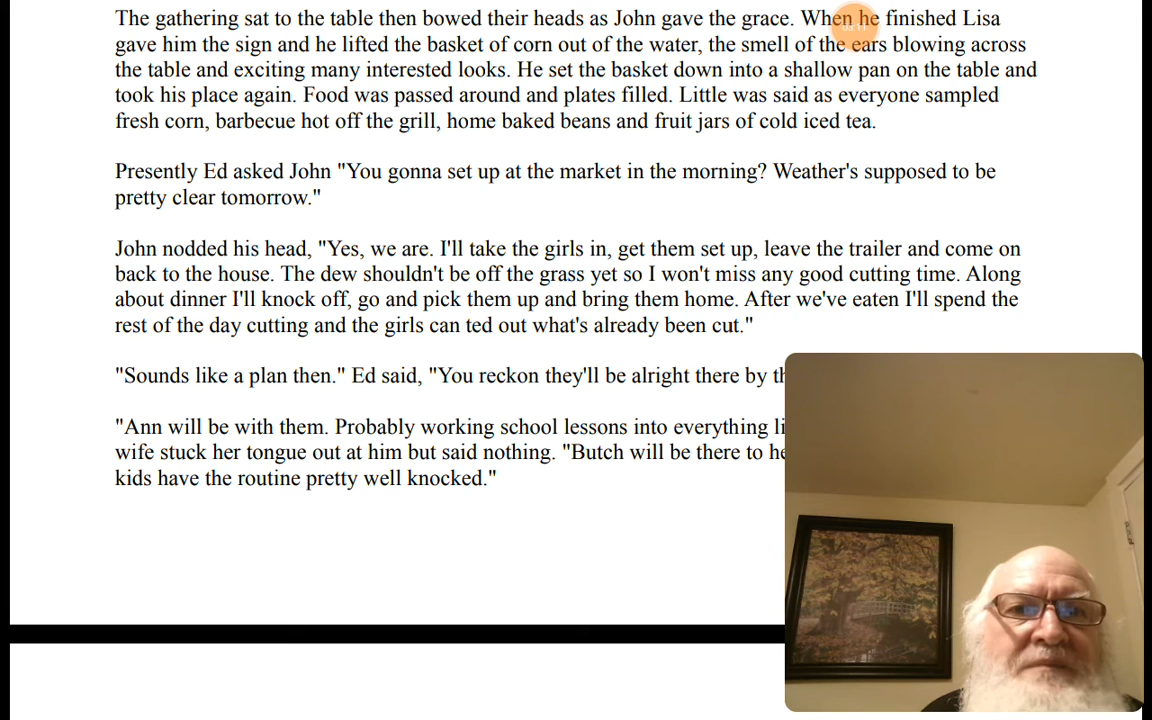 The gathering sat to the table then bowed their heads as John gave the grace. When he finished Lisa
gave him the sign and he lifted the basket of corn out of the water, the smell of the ears blowing across
the table and exciting many interested looks. He set the basket down into a shallow pan on the table and
took his place again. Food was passed around and plates filled. Little was said as everyone sampled
fresh corn, barbecue hot off the grill, home baked beans and fruit jars of cold iced tea.
Presently Ed asked John "You gonna set up at the market in the morning? Weather's supposed to be
pretty clear tomorrow."
John nodded his head, "Yes, we are. I'll take the girls in, get them set up, leave the trailer and come on
back to the house. The dew shouldn't be off the grass yet so I won't miss any good cutting time. Along
about dinner I'll knock off, go and pick them up and bring them home. After we've eaten I'll spend the
rest of the day cutting and the girls can ted out what's already been cut."
"Sounds like a plan then." Ed said, "You reckon they'll be alright there by
"Ann will be with them. Probably working school lessons into everything
wife stuck her tongue out at him but said nothing. "Butch will be there to
kids have the routine pretty well knocked."